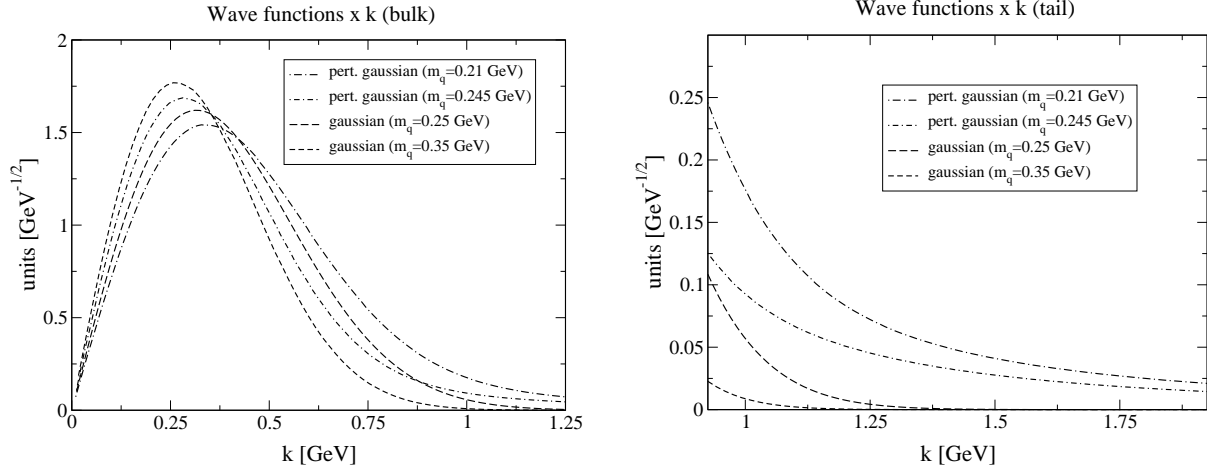 Wave functions x k (bulk)
units [GeV^-1/2]
2
1.5
1
0.5
0
pert. gaussian (m_q=0.21 GeV)
pert. gaussian (m_q=0.245 GeV)
gaussian (m_q=0.25 GeV)
gaussian (m_q=0.35 GeV)
0 0.25 0.5 0.75 1 1.25
k [GeV]
Wave functions x k (tail)
units [GeV^-1/2]
0.25
0.2
0.15
0.1
0.05
0
pert. gaussian (m_q=0.21 GeV)
pert. gaussian (m_q=0.245 GeV)
gaussian (m_q=0.25 GeV)
gaussian (m_q=0.35 GeV)
1 1.25 1.5 1.75
k [GeV]